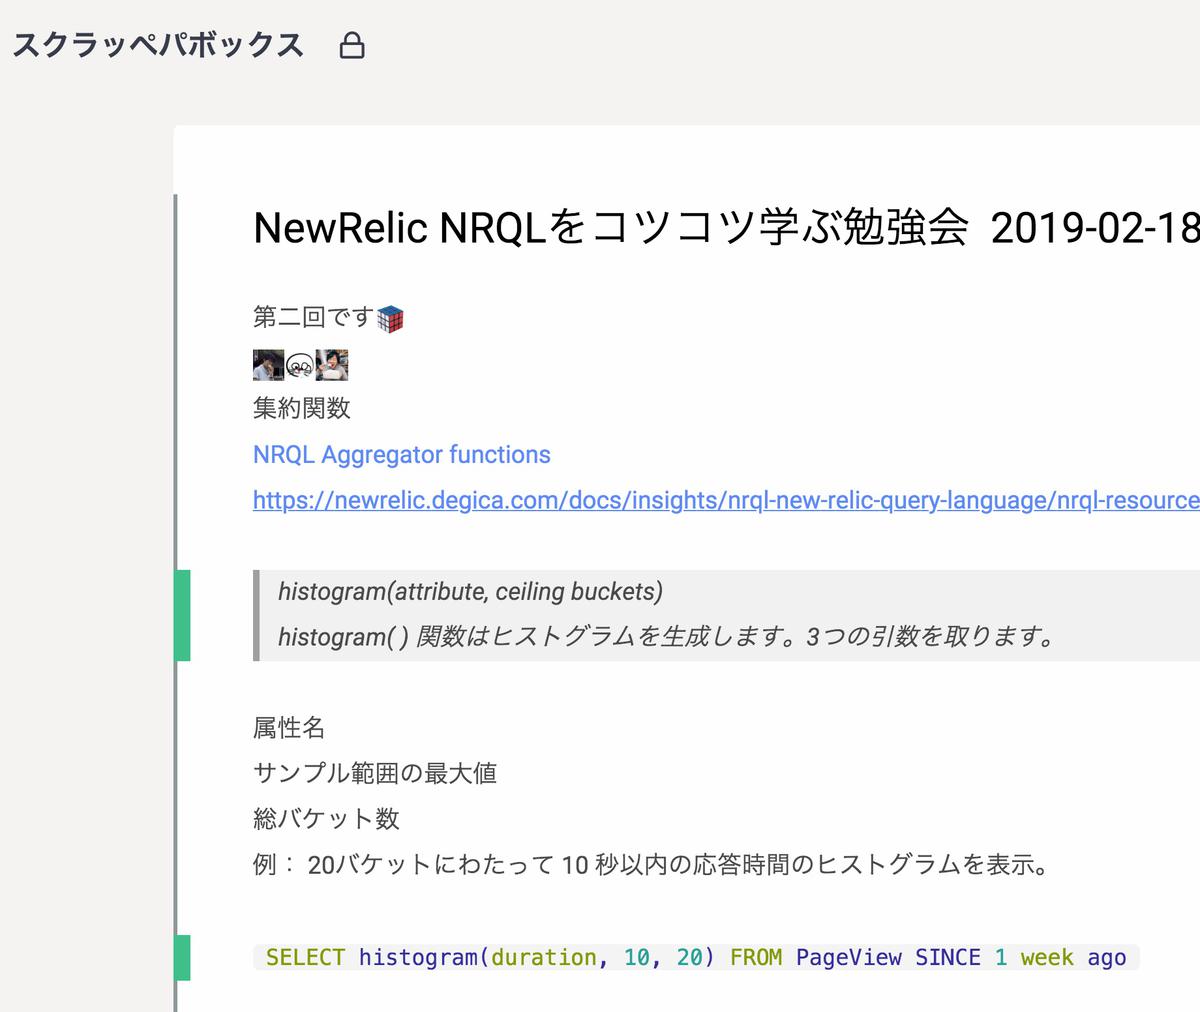 スクラッペパボックス
NewRelic NRQLをコツコツ学ぶ勉強会 2019-02-18
第二回です
集約関数
NRQL Aggregator functions
https://newrelic.degica.com/docs/insights/nrql-new-relic-query-language/nrql-resource
histogram(attribute, ceiling buckets)
histogram( ) 関数はヒストグラムを生成します。3つの引数を取ります。
属性名
サンプル範囲の最大値
総バケット数
例： 20バケットにわたって 10 秒以内の応答時間のヒストグラムを表示。
SELECT histogram(duration, 10, 20) FROM PageView SINCE 1 week ago